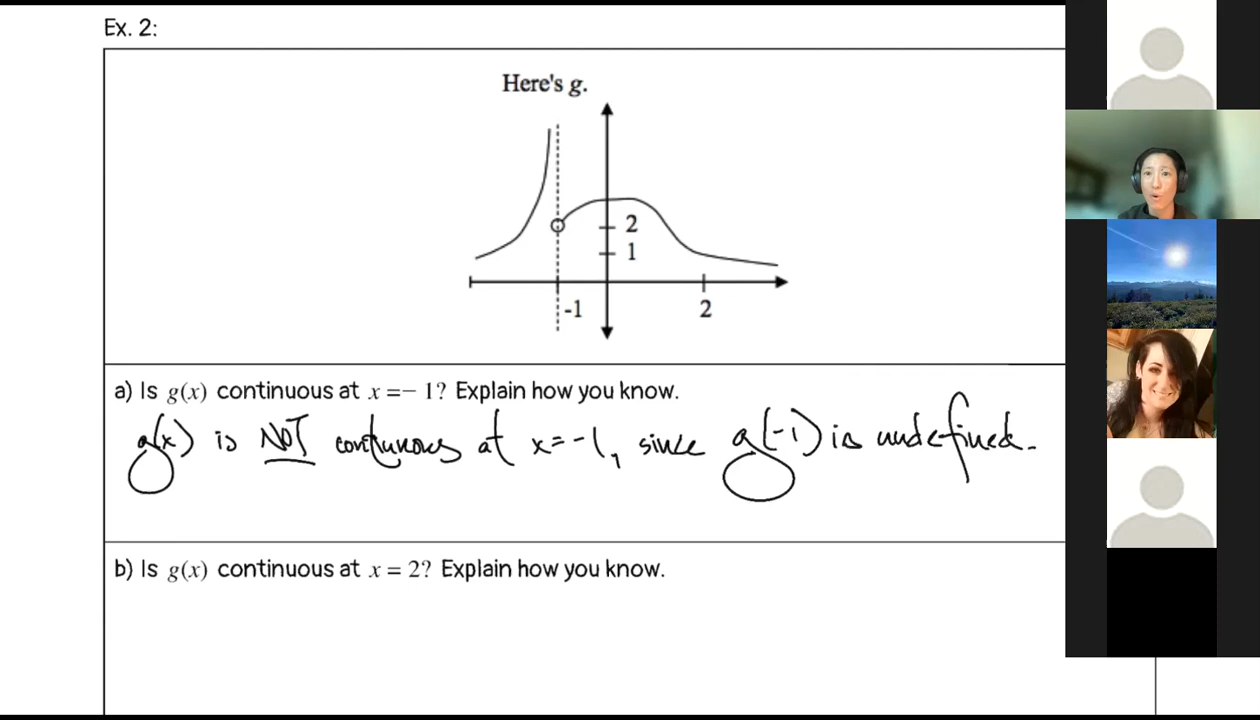 Ex. 2:
Here's g.
2
1
-1
2
a) Is g(x) continuous at x =− 1? Explain how you know.
g(x) is NOT continuous at x=-1, since g(-1) is undefined.
b) Is g(x) continuous at x = 2? Explain how you know.